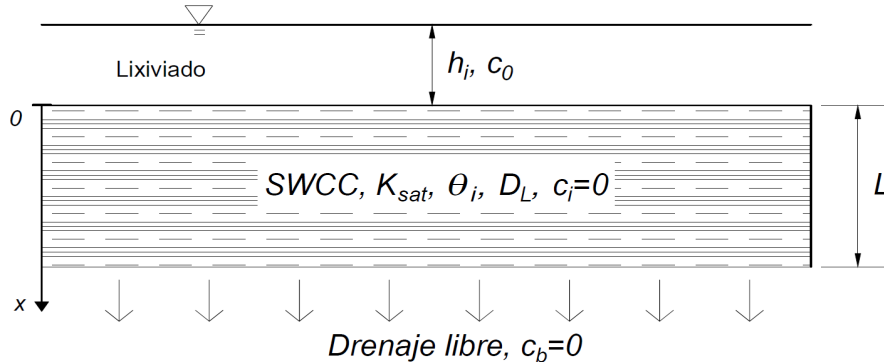 Lixiviado
h_i, c_0
0
SWCC, K_sat, θ_i, D_L, c_i=0
L
x
Drenaje libre, c_b=0